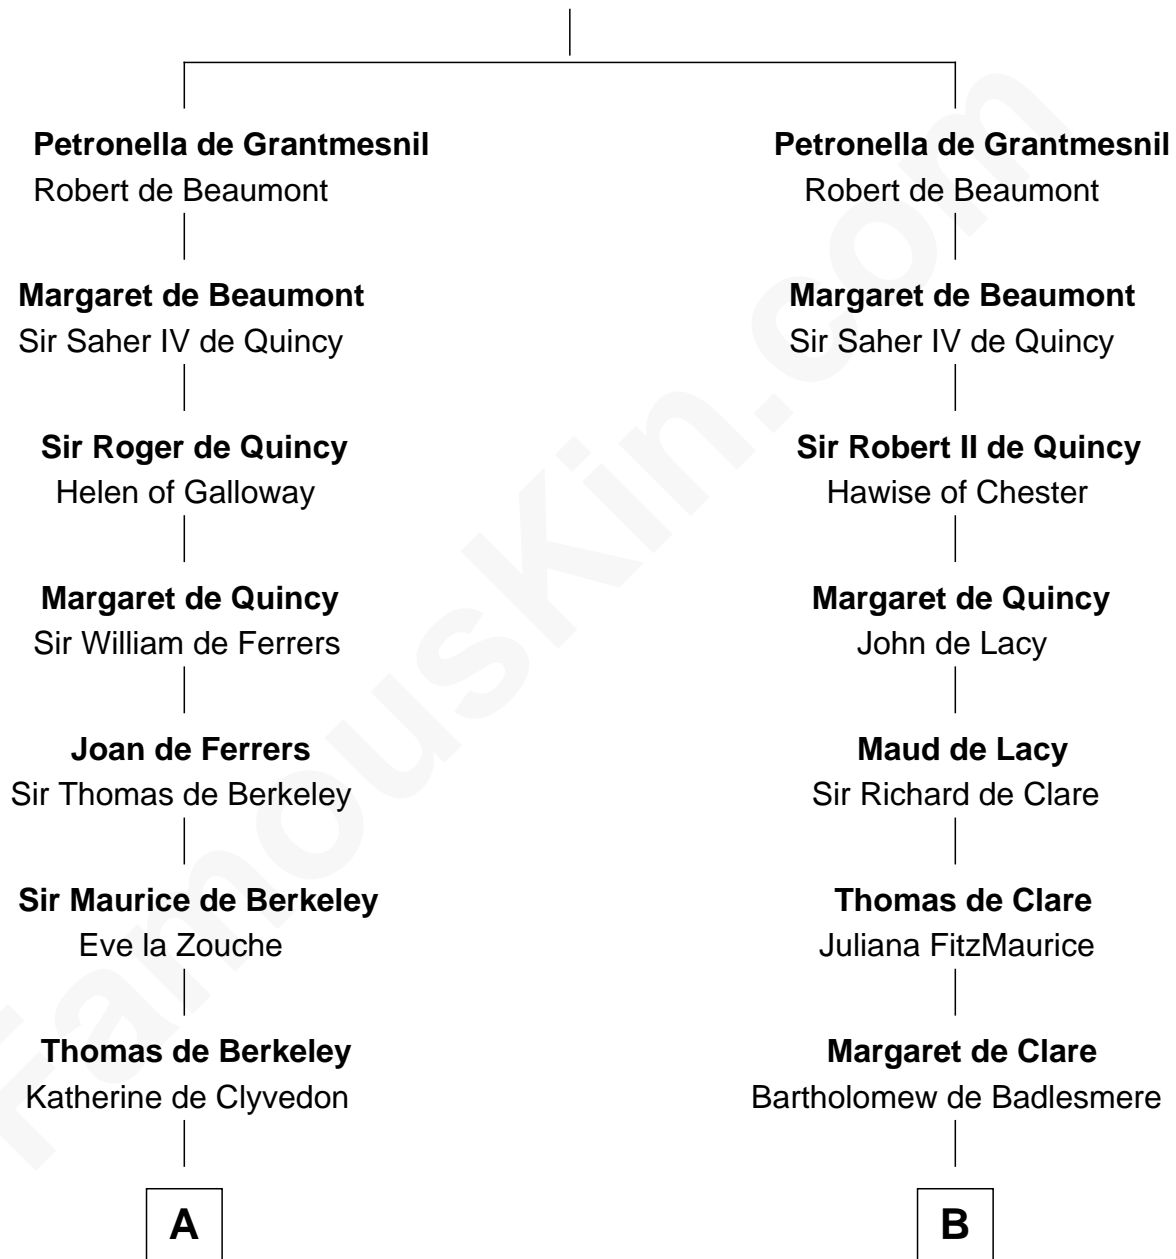 Petronella de Grantmesnil
Robert de Beaumont
Margaret de Beaumont
Sir Saher IV de Quincy
Sir Roger de Quincy
Helen of Galloway
Margaret de Quincy
Sir William de Ferrers
Joan de Ferrers
Sir Thomas de Berkeley
Sir Maurice de Berkeley
Eve la Zouche
Thomas de Berkeley
Katherine de Clyvedon
A
Petronella de Grantmesnil
Robert de Beaumont
Margaret de Beaumont
Sir Saher IV de Quincy
Sir Robert II de Quincy
Hawise of Chester
Margaret de Quincy
John de Lacy
Maud de Lacy
Sir Richard de Clare
Thomas de Clare
Juliana FitzMaurice
Margaret de Clare
Bartholomew de Badlesmere
B
FamousKin.com